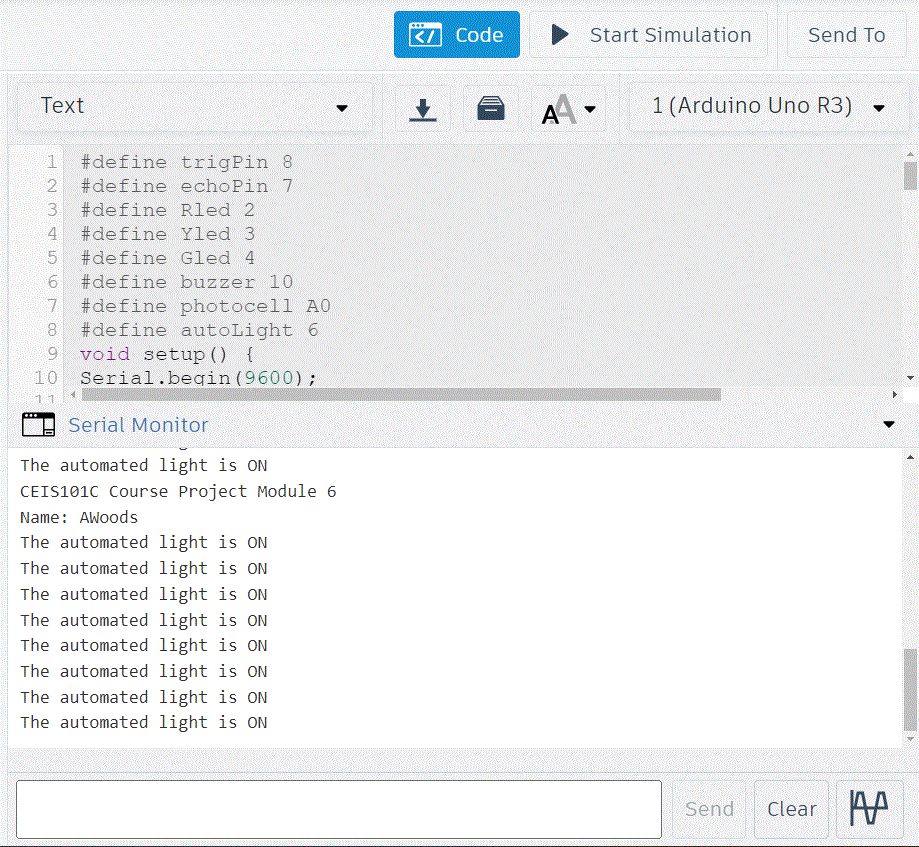 Code
Start Simulation
Send To
Text
1 (Arduino Uno R3)
1 #define trigPin 8
2 #define echoPin 7
3 #define Rled 2
4 #define Yled 3
5 #define Gled 4
6 #define buzzer 10
7 #define photocell A0
8 #define autoLight 6
9 void setup() {
10 Serial.begin(9600);
11
Serial Monitor
The automated light is ON
CEIS101C Course Project Module 6
Name: AWoods
The automated light is ON
The automated light is ON
The automated light is ON
The automated light is ON
The automated light is ON
The automated light is ON
The automated light is ON
The automated light is ON
Send
Clear